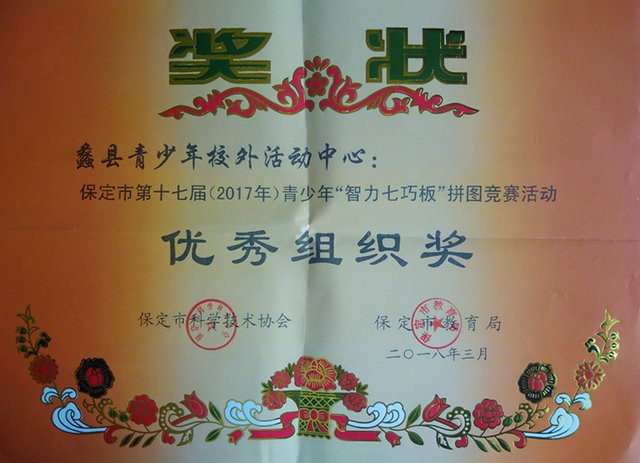 奖状
蠡县青少年校外活动中心：
保定市第十七届（2017年）青少年“智力七巧板”拼图竞赛活动
优秀组织奖
保定市科学技术协会 保定市教育局
二〇一八年三月